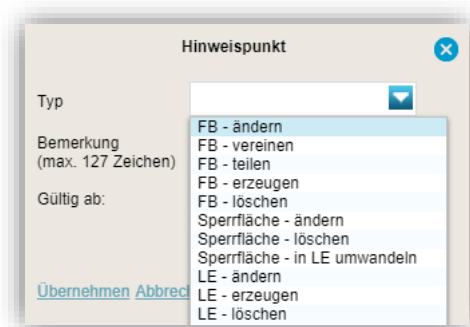 Hinweispunkt
Typ
FB - ändern
Bemerkung
(max. 127 Zeichen)
FB - vereinen
FB - teilen
Gültig ab:
FB - erzeugen
FB - löschen
Sperrfläche - ändern
Sperrfläche - löschen
Sperrfläche - in LE umwandeln
LE - ändern
Übernehmen Abbrec
LE - erzeugen
LE - löschen